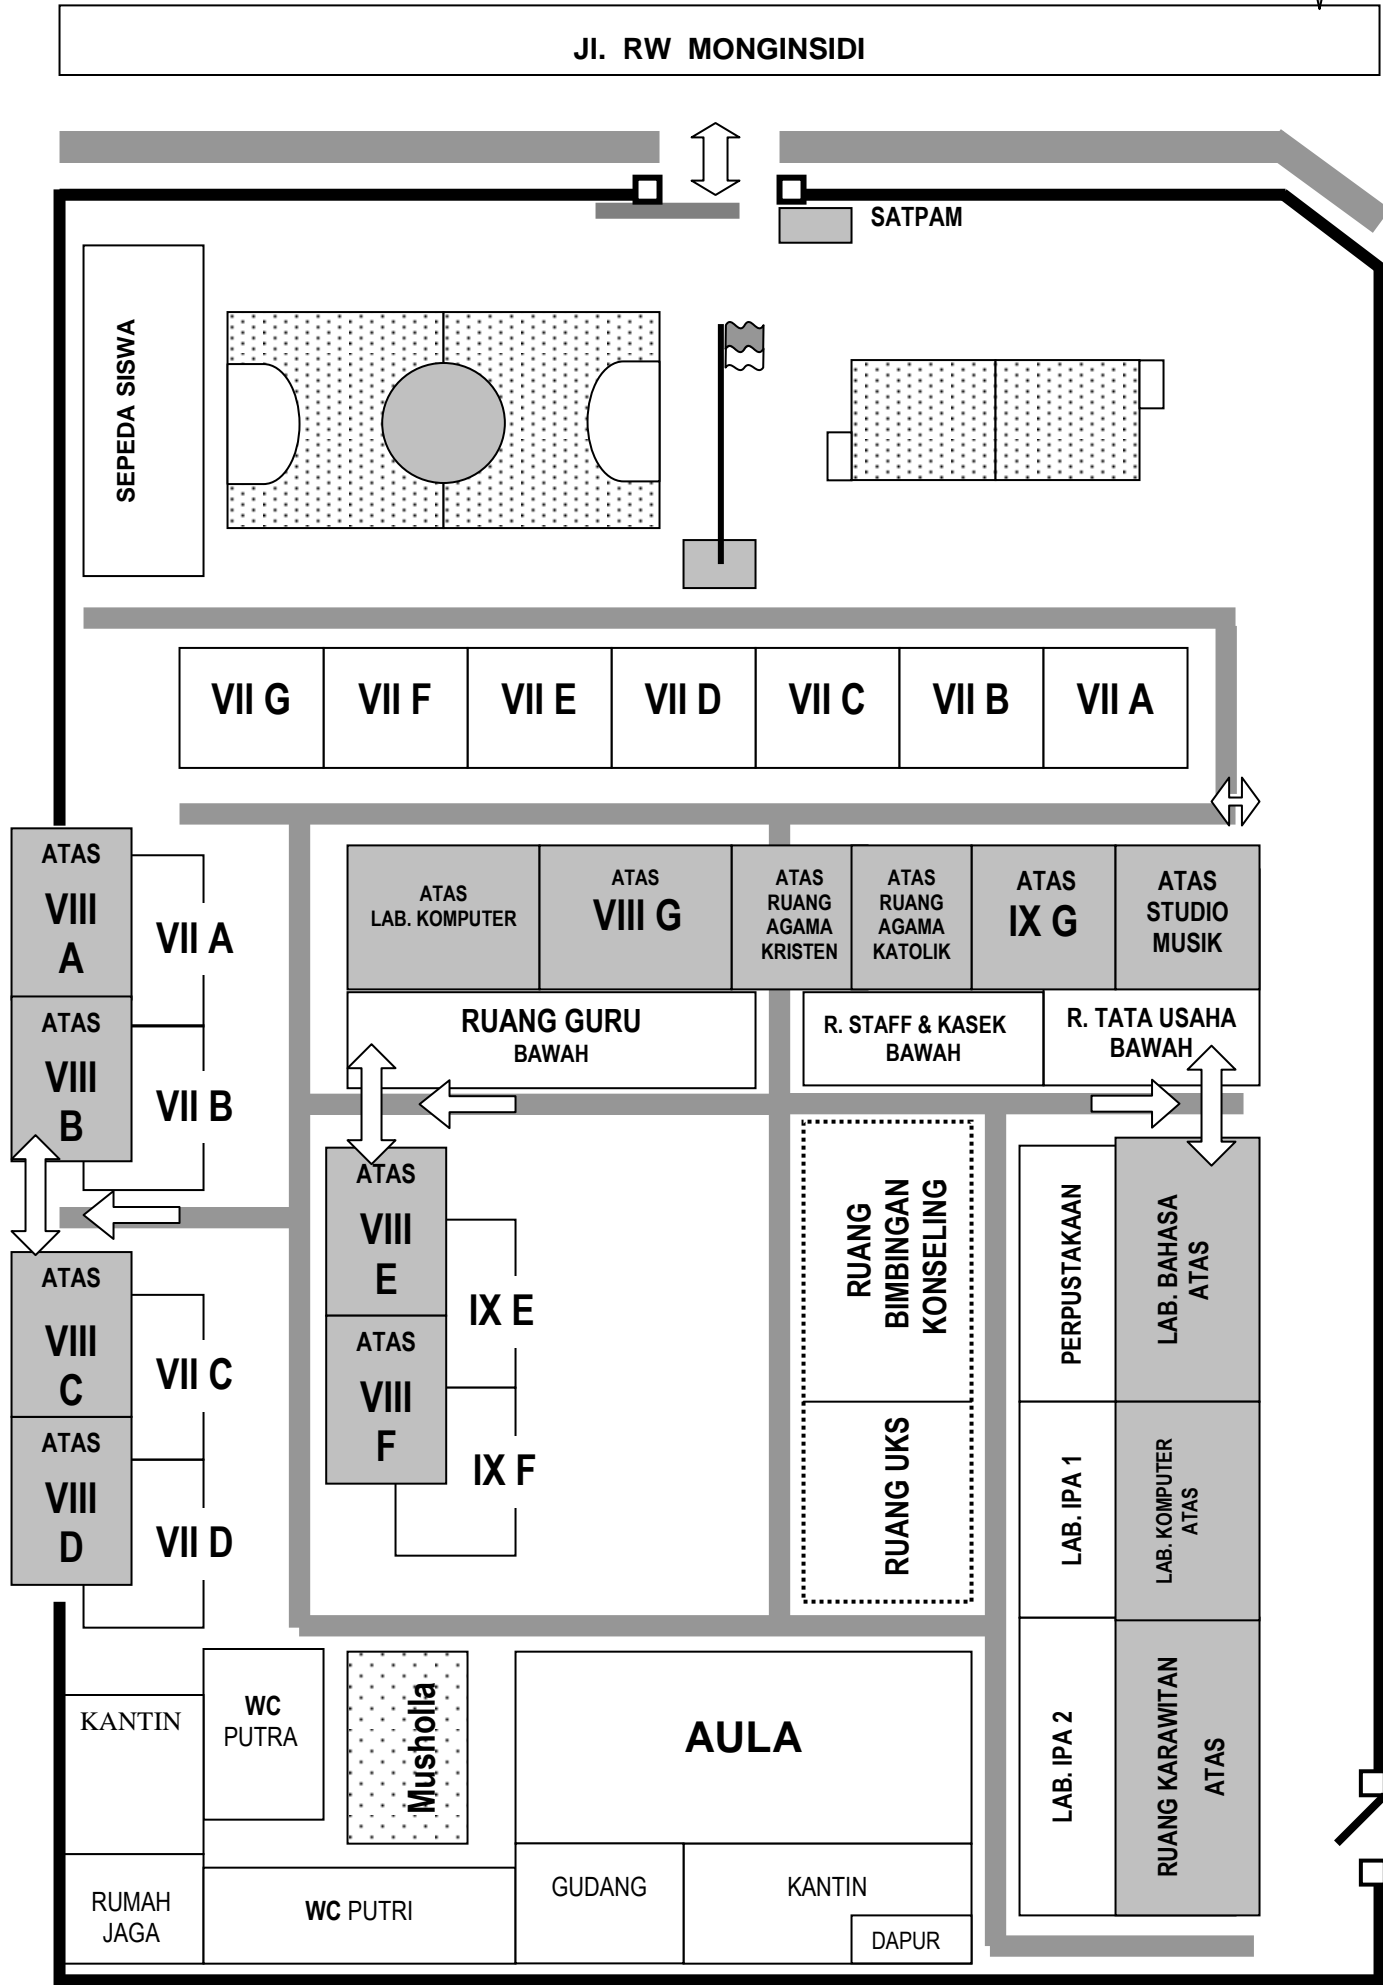 Jl. RW MONGINSIDI
SATPAM
SEPEDA SISWA
VII G
VII F
VII E
VII D
VII C
VII B
VII A
ATAS
VIII
A
VII A
ATAS
VIII
B
VII B
ATAS
LAB. KOMPUTER
ATAS
VIII G
ATAS
RUANG
AGAMA
KRISTEN
ATAS
RUANG
AGAMA
KATOLIK
ATAS
IX G
ATAS
STUDIO
MUSIK
RUANG GURU
BAWAH
R. STAFF & KASEK
BAWAH
R. TATA USAHA
BAWAH
ATAS
VIII
C
VII C
ATAS
VIII
D
VII D
ATAS
VIII
E
IX E
ATAS
VIII
F
IX F
RUANG
BIMBINGAN
KONSELING
RUANG UKS
PERPUSTAKAAN
LAB. BAHASA
ATAS
LAB. IPA 1
LAB. KOMPUTER
ATAS
LAB. IPA 2
RUANG KARAWITAN
ATAS
KANTIN
WC
PUTRA
Musholla
AULA
RUMAH
JAGA
WC PUTRI
GUDANG
KANTIN
DAPUR